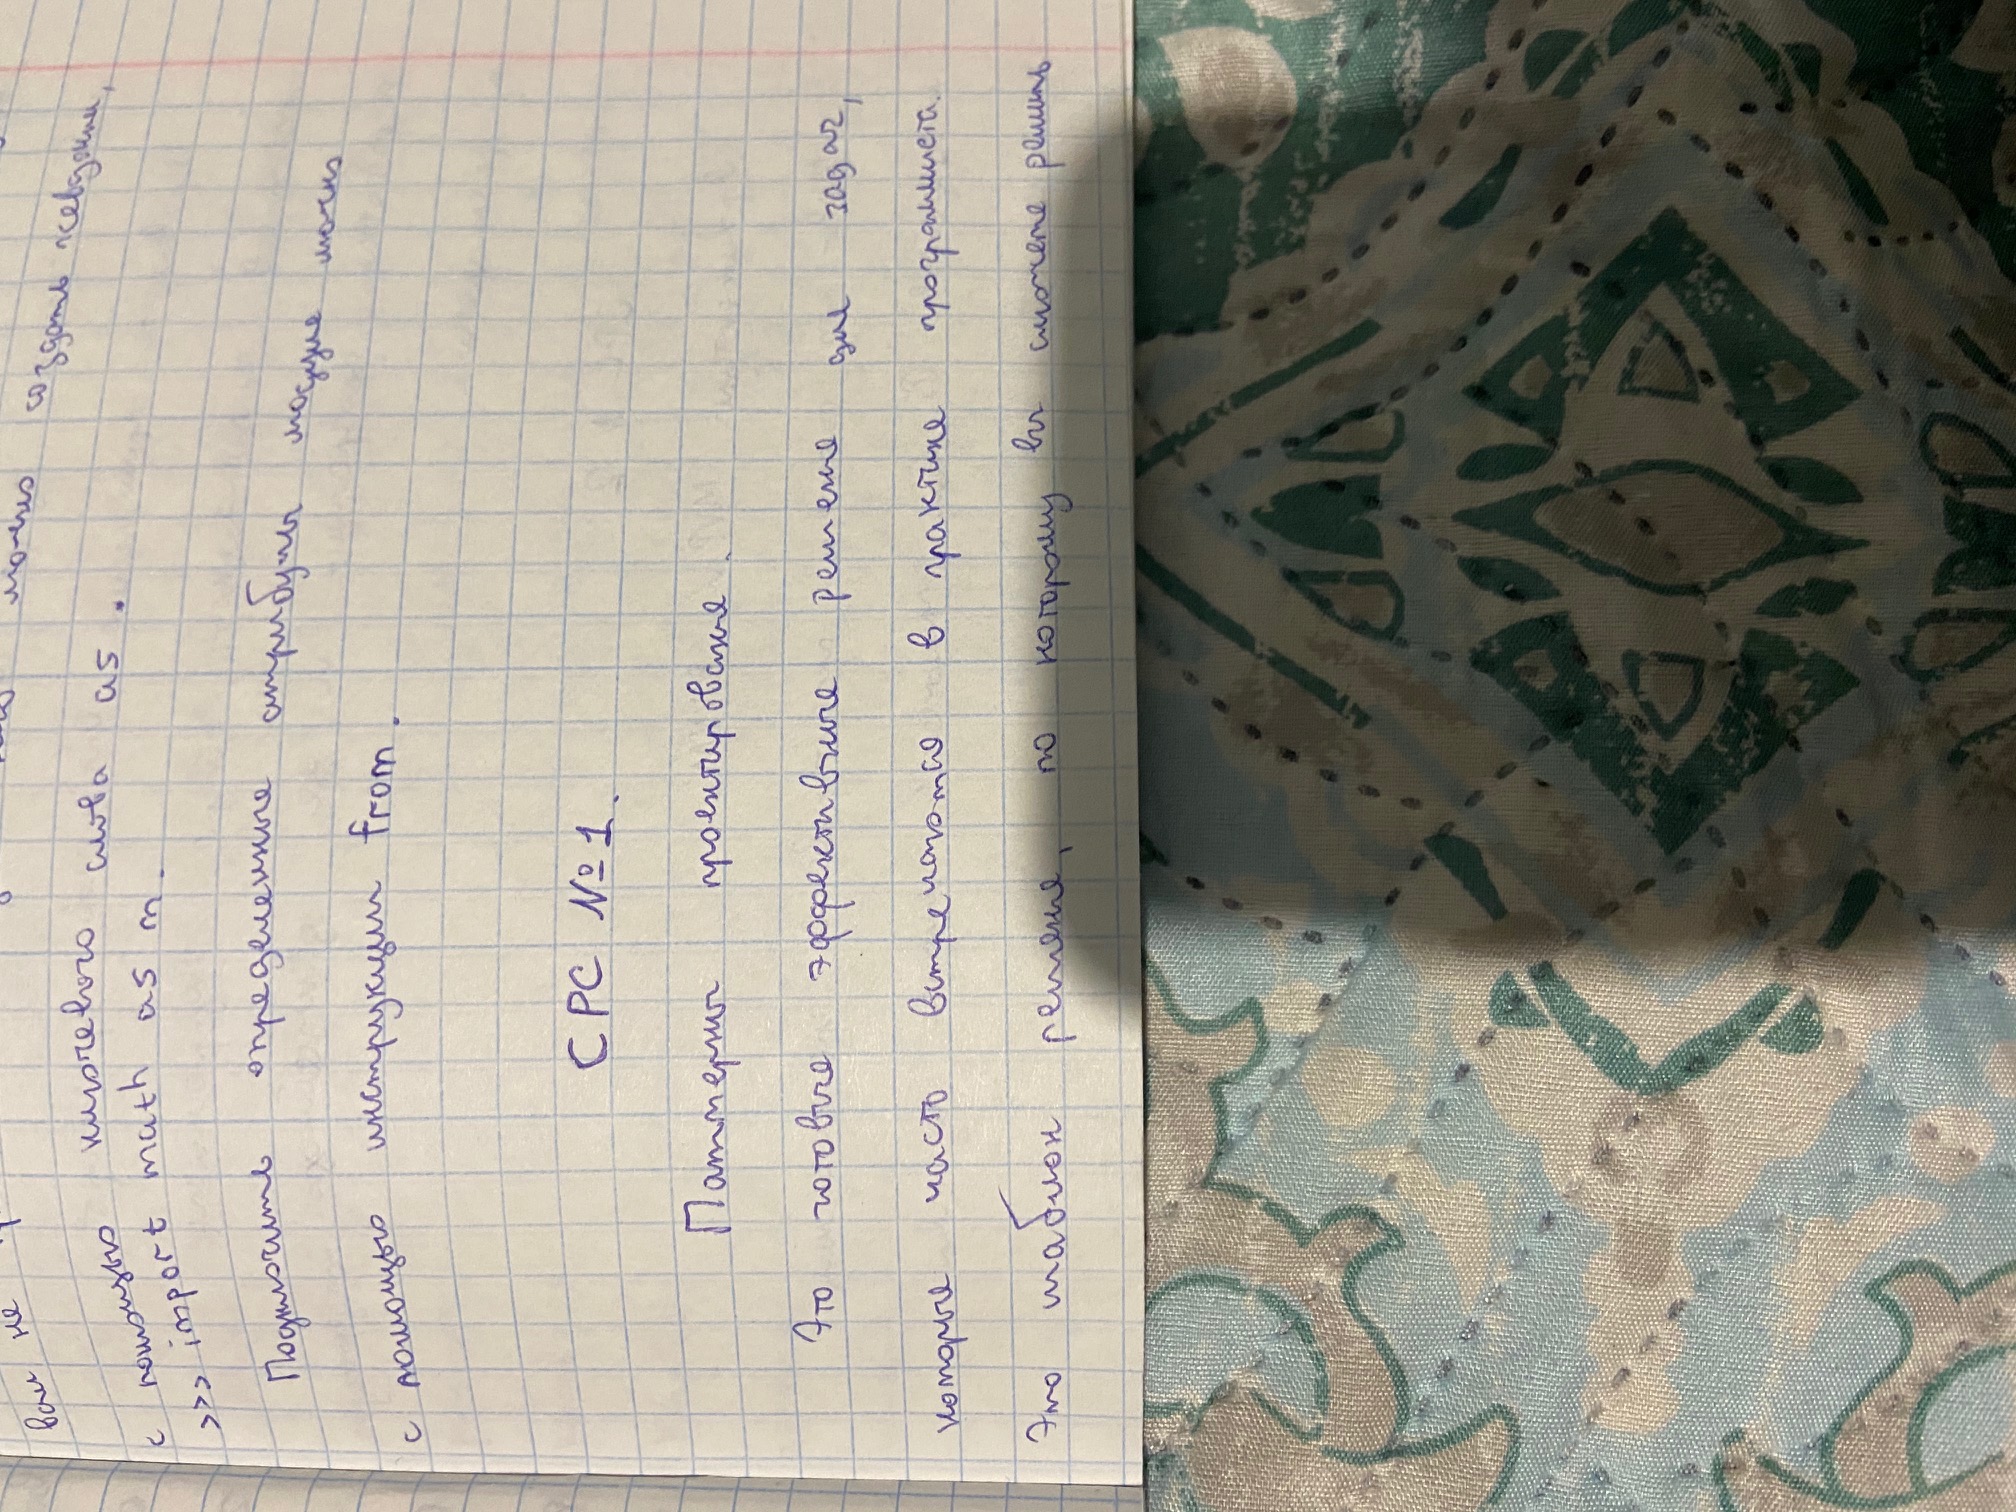 вам не можно создать псевдоним,
с помощью ключевого слова as.
>>> import math as m.
Подключить определенные атрибуты модуля можно
с помощью инструкции from.
СРС №1.
Паттерны проектирования.
Это готовые эффективные решения для задач,
которые часто встречаются в практике программиста.
Это шаблон решения, по которому вы сможете решить